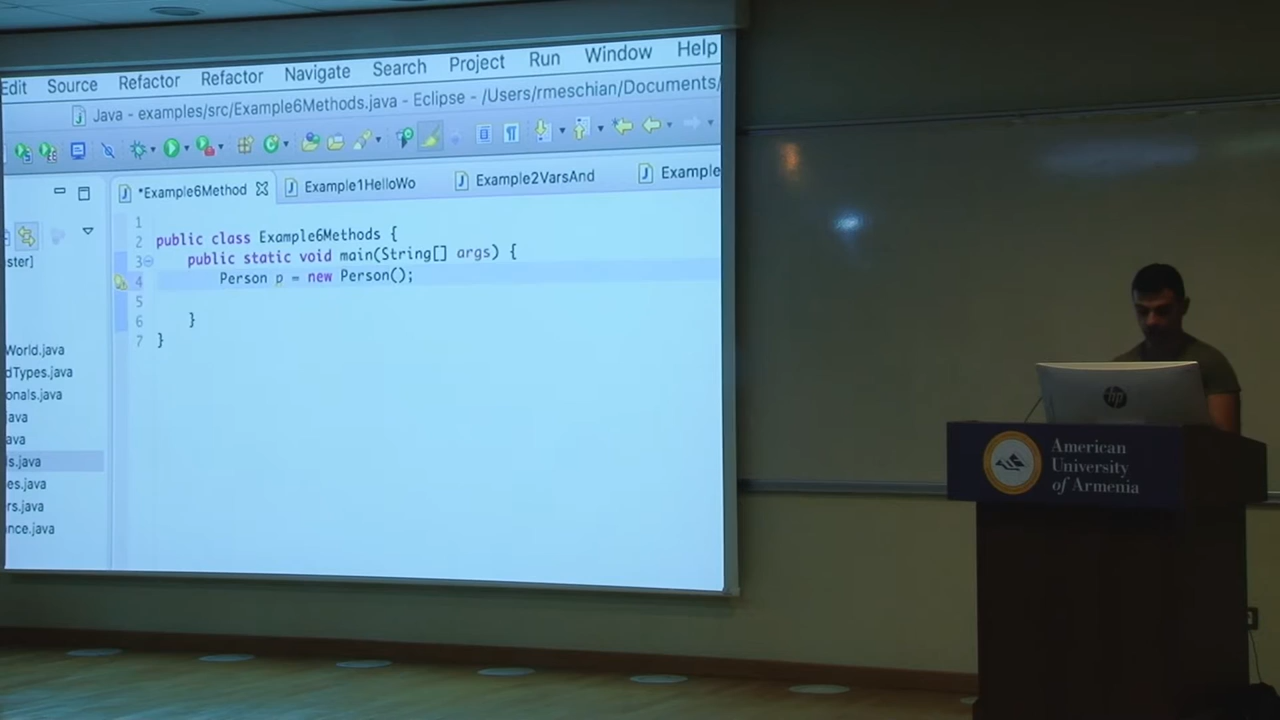 Edit Source Refactor Refactor Navigate Search Project Run Window Help
Java - examples/src/Example6Methods.java - Eclipse - /Users/rmeschian/Documents/
*Example6Method Example1HelloWo Example2VarsAnd Example
ster]
World.java
dTypes.java
onals.java
ava
ava
s.java
es.java
rs.java
nce.java
1
2 public class Example6Methods {
3 public static void main(String[] args) {
4 Person p = new Person();
5
6 }
7 }
hp
American
University
of Armenia